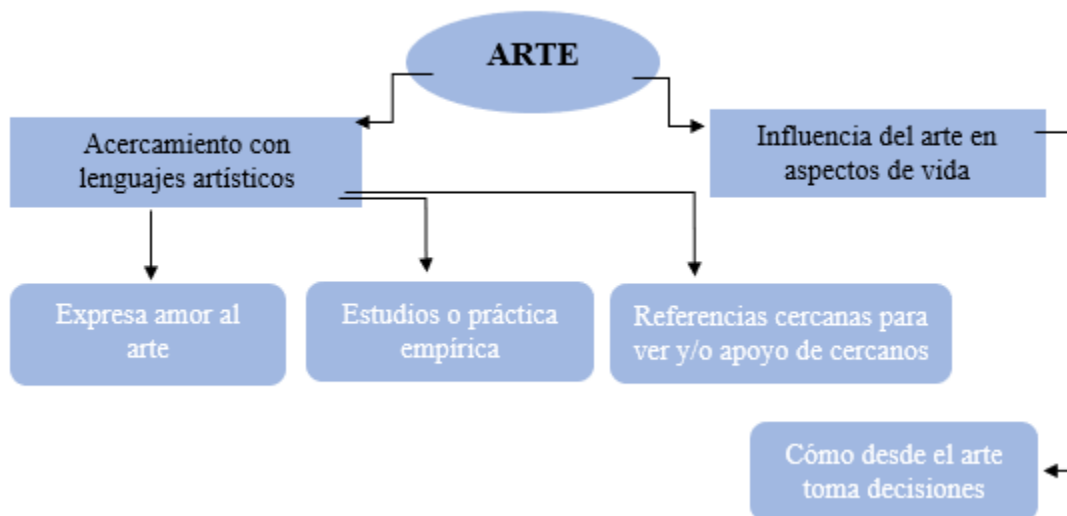 ARTE
Acercamiento con
lenguajes artísticos
Influencia del arte en
aspectos de vida
Expresa amor al
arte
Estudios o práctica
empírica
Referencias cercanas para
ver y/o apoyo de cercanos
Cómo desde el arte
toma decisiones